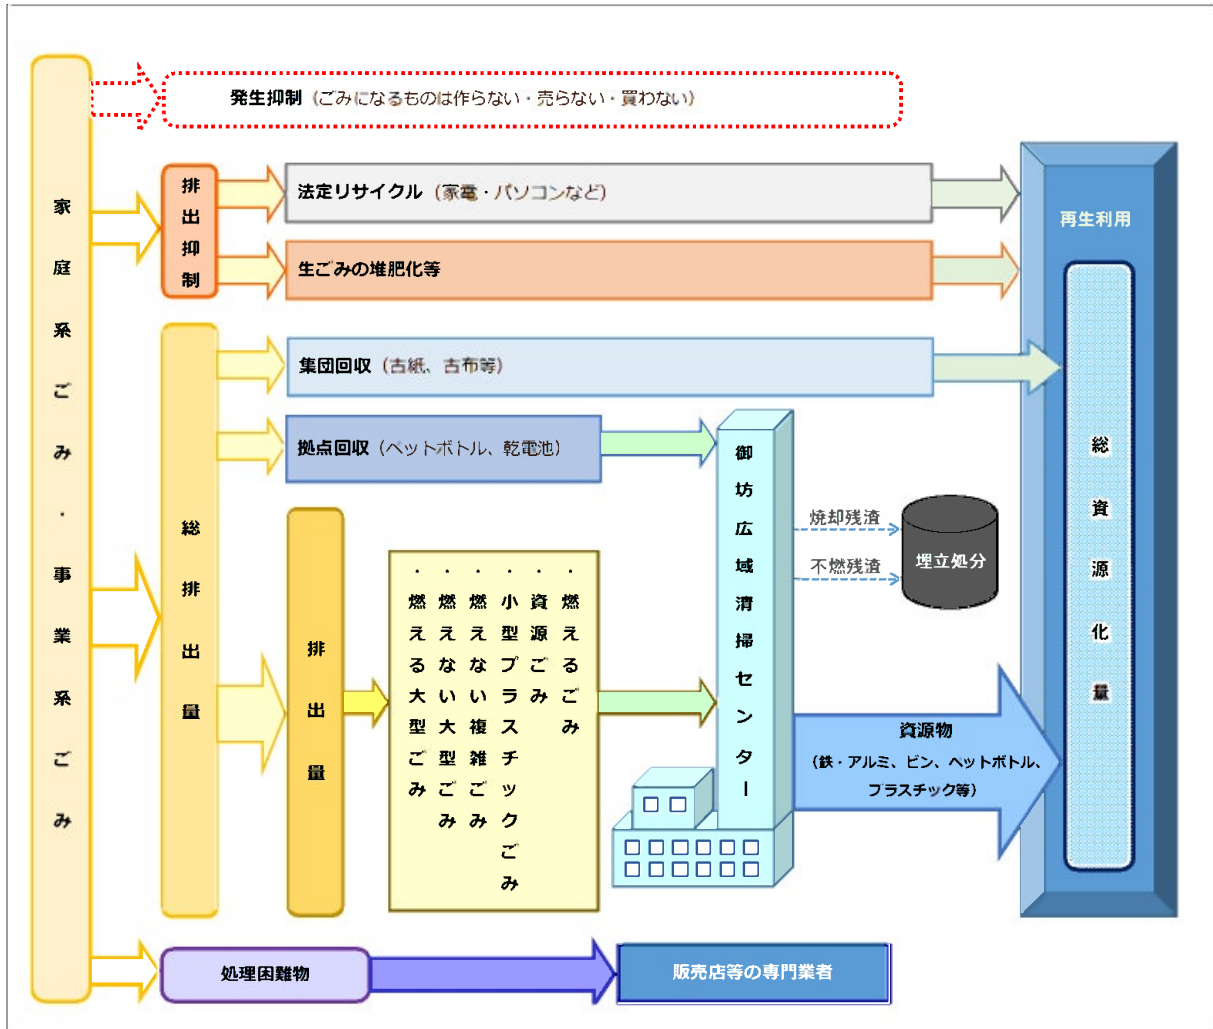 家庭系ごみ・事業系ごみ
発生抑制（ごみになるものは作らない・売らない・買わない）
排出抑制
法定リサイクル（家電・パソコンなど）
生ごみの堆肥化等
再生利用
総資源化量
総排出量
集団回収（古紙、古布等）
拠点回収（ペットボトル、乾電池）
排出量
・燃えるごみ
・資源ごみ
・小型プラスチックごみ
・燃えない複雑ごみ
・燃えない大型ごみ
・燃える大型ごみ
御坊広域清掃センター
焼却残渣
不燃残渣
埋立処分
資源物
（鉄・アルミ、ビン、ペットボトル、
プラスチック等）
処理困難物
販売店等の専門業者